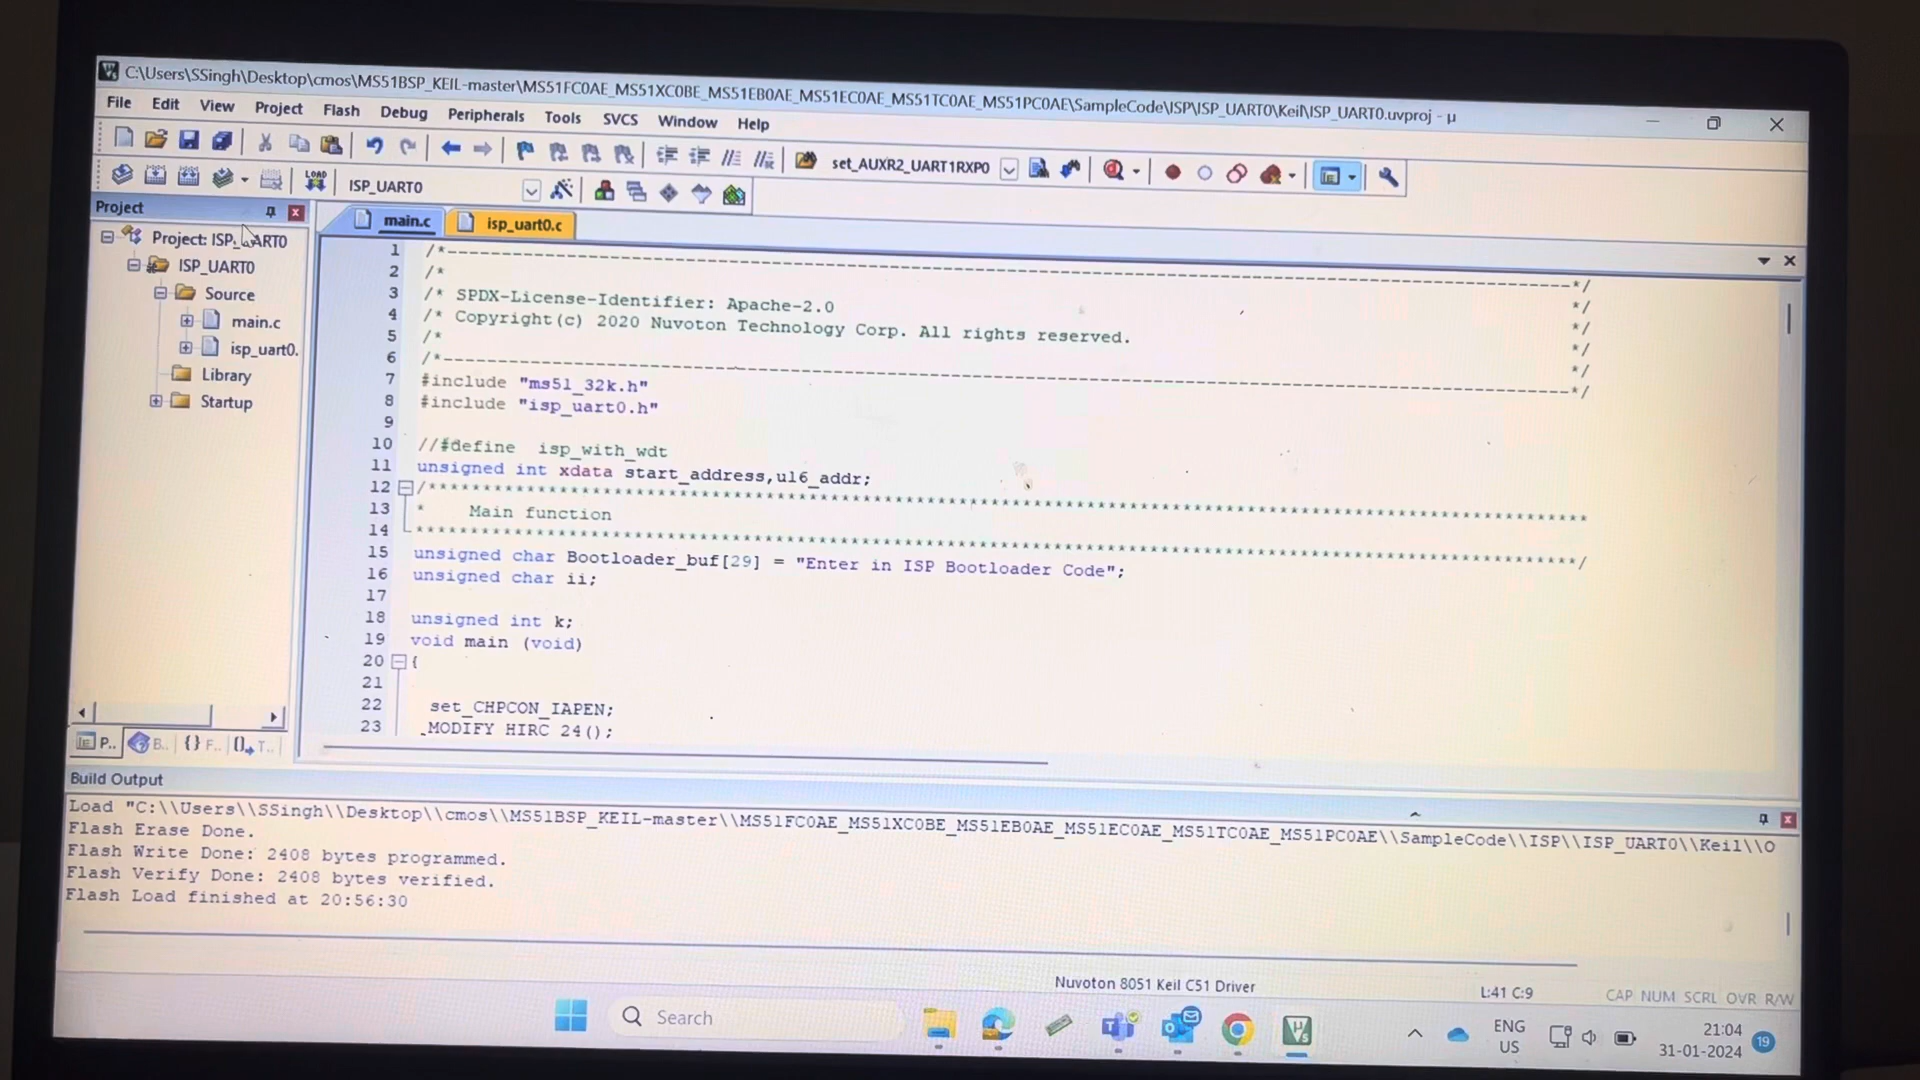 C:\Users\SSingh\Desktop\cmos\MS51BSP_KEIL-master\MS51FC0AE_MS51XC0BE_MS51EB0AE_MS51EC0AE_MS51TC0AE_MS51PC0AE\SampleCode\ISP\ISP_UART0\Keil\ISP_UART0.uvproj - µ
File Edit View Project Flash Debug Peripherals Tools SVCS Window Help
set_AUXR2_UART1RXP0
LOAD ISP_UART0
Project
main.c isp_uart0.c
Project: ISP_UART0
ISP_UART0
Source
main.c
isp_uart0.
Library
Startup
P.. B.. {} F.. T..
1 /*---------------------------------------------------------------------------------------------------------*/
2 /* */
3 /* SPDX-License-Identifier: Apache-2.0 */
4 /* Copyright(c) 2020 Nuvoton Technology Corp. All rights reserved. */
5 /* */
6 /*---------------------------------------------------------------------------------------------------------*/
7 #include "ms51_32k.h"
8 #include "isp_uart0.h"
9
10 //#define isp_with_wdt
11 unsigned int xdata start_address,u16_addr;
12 /************************************************************************************************************
13 * Main function
14 ************************************************************************************************************/
15 unsigned char Bootloader_buf[29] = "Enter in ISP Bootloader Code";
16 unsigned char ii;
17
18 unsigned int k;
19 void main (void)
20 {
21
22 set_CHPCON_IAPEN;
23 MODIFY_HIRC_24();
Build Output
Load "C:\\Users\\SSingh\\Desktop\\cmos\\MS51BSP_KEIL-master\\MS51FC0AE_MS51XC0BE_MS51EB0AE_MS51EC0AE_MS51TC0AE_MS51PC0AE\\SampleCode\\ISP\\ISP_UART0\\Keil\\O
Flash Erase Done.
Flash Write Done: 2408 bytes programmed.
Flash Verify Done: 2408 bytes verified.
Flash Load finished at 20:56:30
Nuvoton 8051 Keil C51 Driver L:41 C:9 CAP NUM SCRL OVR R/W
Search
ENG
US
21:04
31-01-2024
19